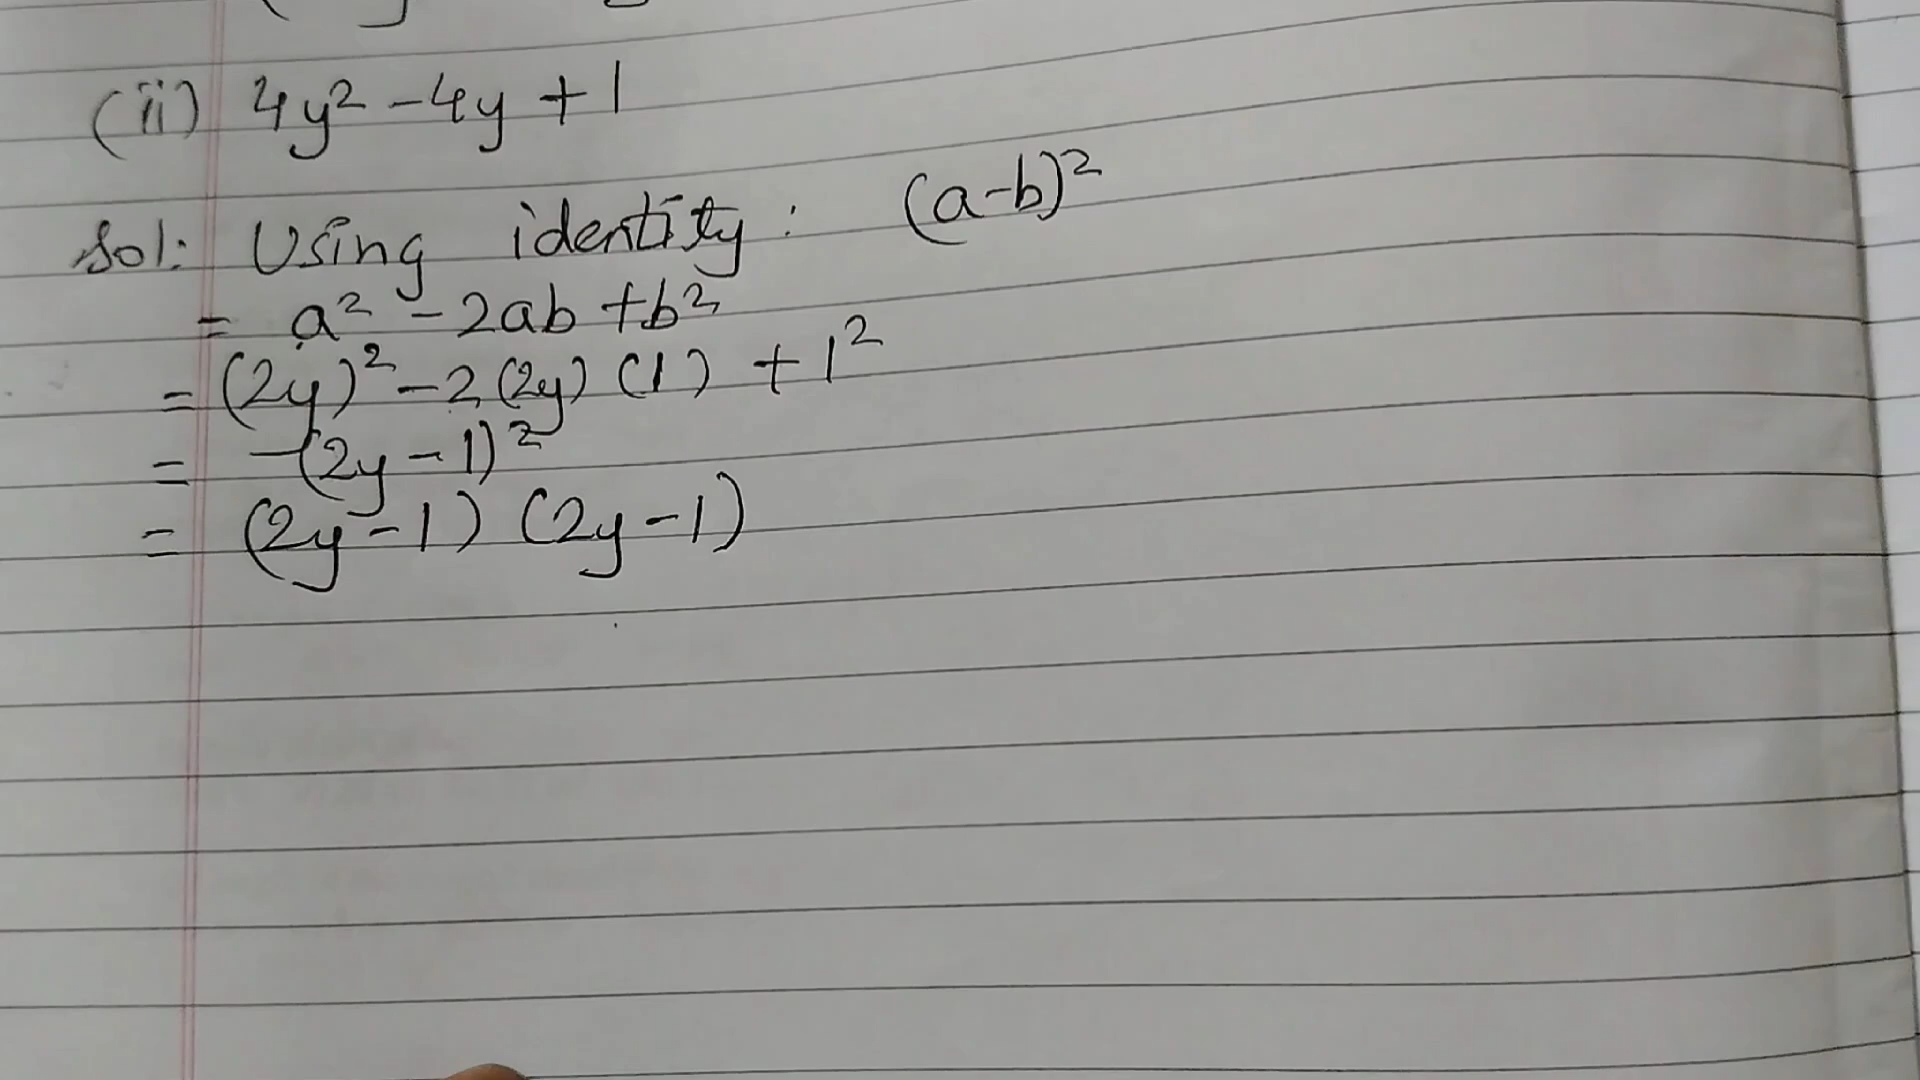 (ii) 4y² - 4y + 1
Sol: Using identity: (a-b)²
= a² - 2ab + b²
= (2y)² - 2(2y)(1) + 1²
= -(2y - 1)²
= (2y - 1) (2y - 1)